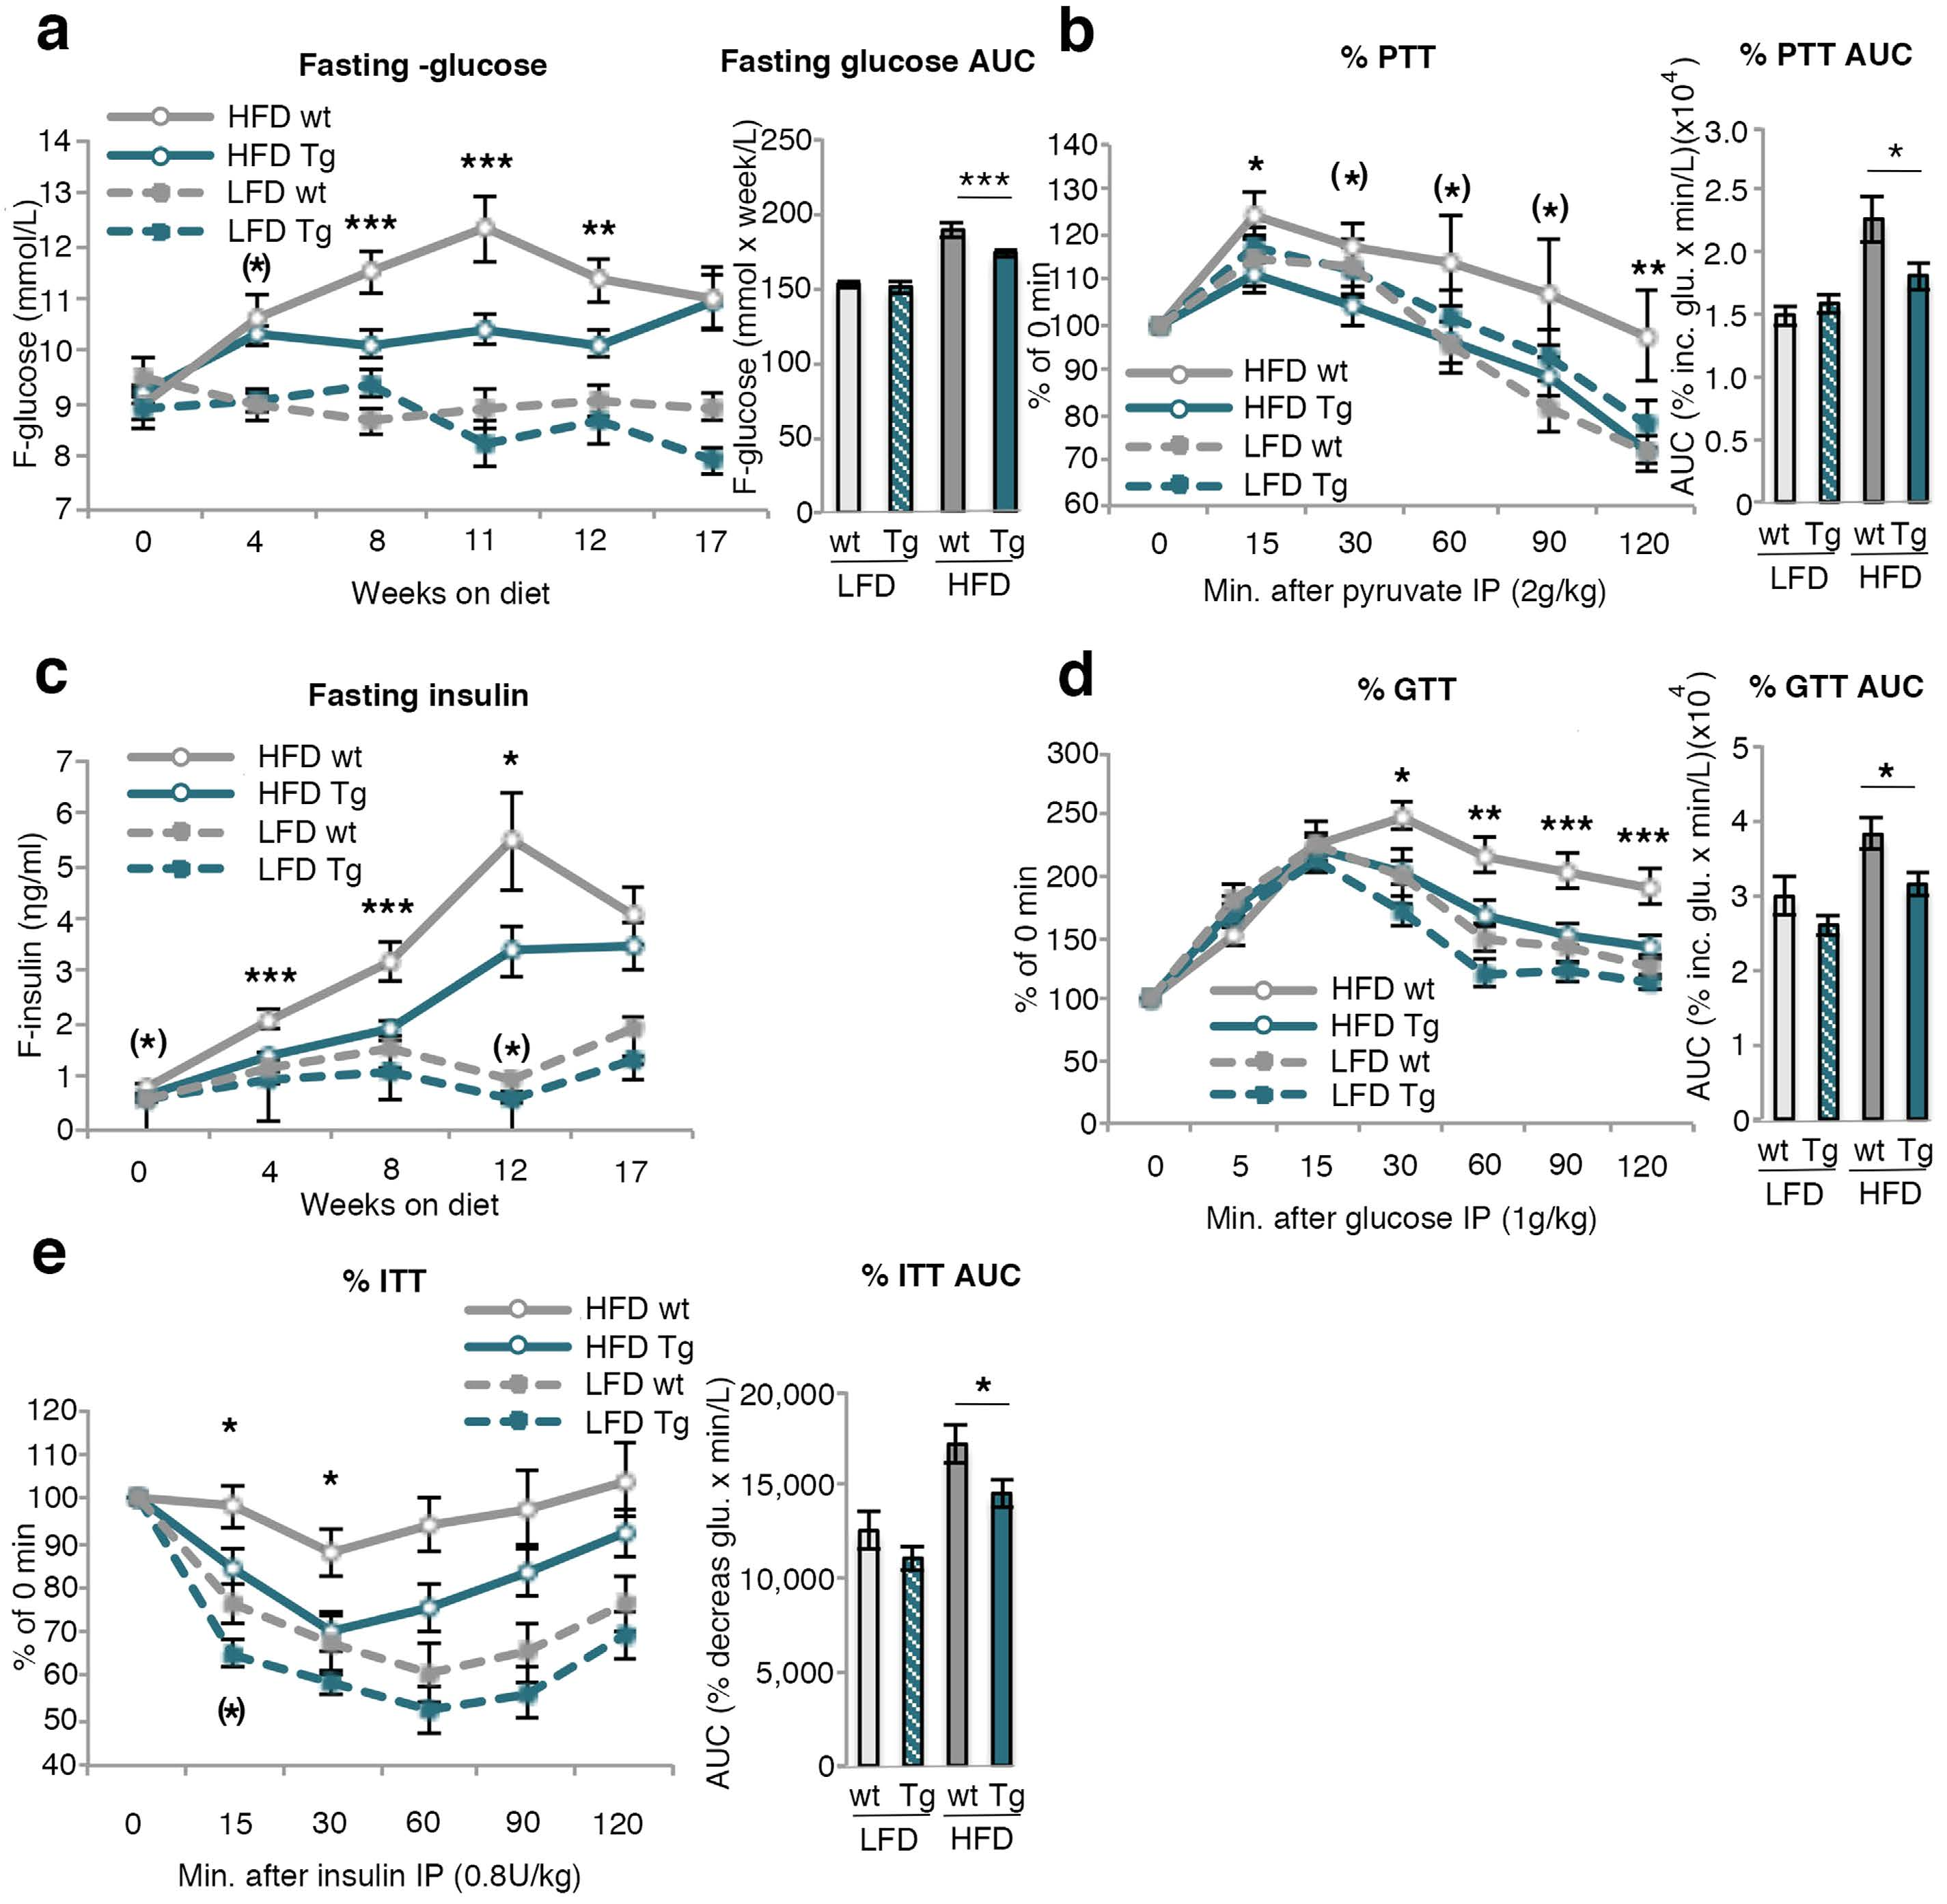 a
Fasting -glucose
HFD wt
HFD Tg
LFD wt
LFD Tg
F-glucose (mmol/L)
14
13
12
11
10
9
8
7
(*)
***
***
**
0 4 8 11 12 17
Weeks on diet
Fasting glucose AUC
F-glucose (mmol x week/L)
250
200
150
100
50
0
***
wt Tg wt Tg
LFD HFD
b
% PTT
% of 0 min
140
130
120
110
100
90
80
70
60
*
(*)
(*)
(*)
**
HFD wt
HFD Tg
LFD wt
LFD Tg
0 15 30 60 90 120
Min. after pyruvate IP (2g/kg)
% PTT AUC
AUC (% inc. glu. x min/L)(x10⁴)
3.0
2.5
2.0
1.5
1.0
0.5
0
*
wt Tg wt Tg
LFD HFD
c
Fasting insulin
HFD wt
HFD Tg
LFD wt
LFD Tg
F-insulin (ηg/ml)
7
6
5
4
3
2
1
0
(*)
***
***
*
(*)
0 4 8 12 17
Weeks on diet
d
% GTT
% of 0 min
300
250
200
150
100
50
0
*
**
***
***
HFD wt
HFD Tg
LFD wt
LFD Tg
0 5 15 30 60 90 120
Min. after glucose IP (1g/kg)
% GTT AUC
AUC (% inc. glu. x min/L)(x10⁴)
5
4
3
2
1
0
*
wt Tg wt Tg
LFD HFD
e
% ITT
HFD wt
HFD Tg
LFD wt
LFD Tg
% of 0 min
120
110
100
90
80
70
60
50
40
*
*
(*)
0 15 30 60 90 120
Min. after insulin IP (0.8U/kg)
% ITT AUC
AUC (% decreas glu. x min/L)
20,000
15,000
10,000
5,000
0
*
wt Tg wt Tg
LFD HFD